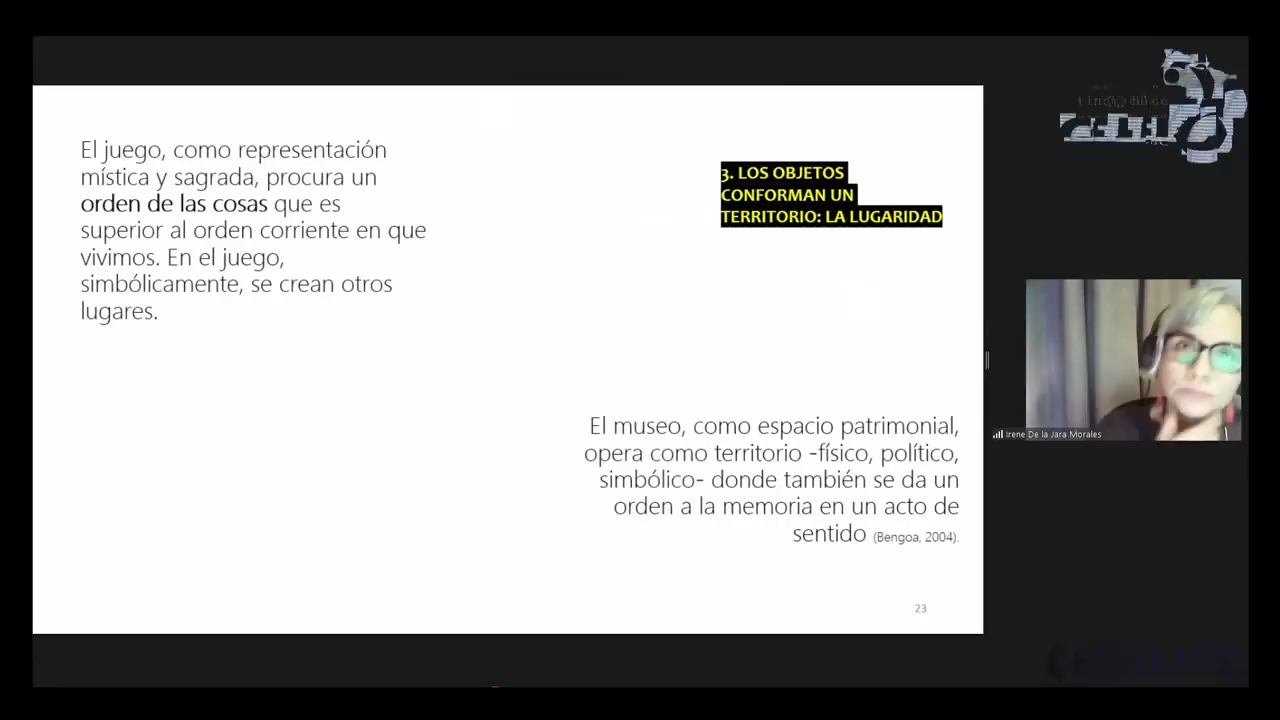 El juego, como representación
mística y sagrada, procura un
orden de las cosas que es
superior al orden corriente en que
vivimos. En el juego,
simbólicamente, se crean otros
lugares.
3. LOS OBJETOS
CONFORMAN UN
TERRITORIO: LA LUGARIDAD
El museo, como espacio patrimonial,
opera como territorio -físico, político,
simbólico- donde también se da un
orden a la memoria en un acto de
sentido (Bengoa, 2004).
23
Irene De la Jara Morales